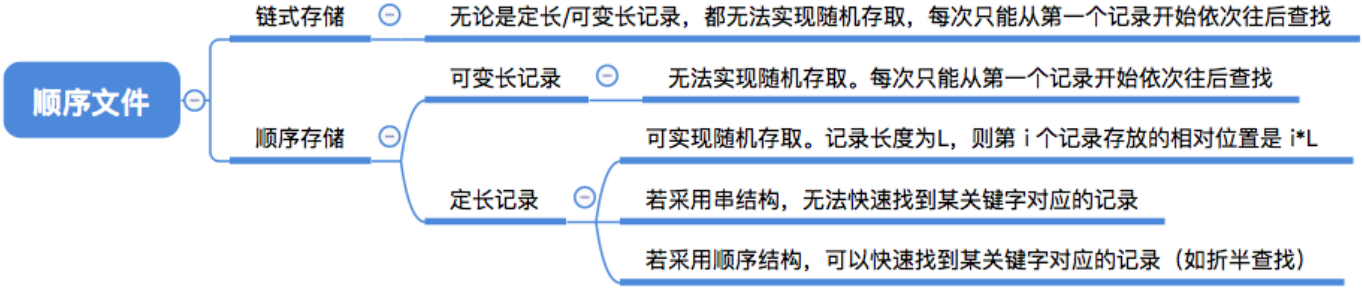 链式存储
无论是定长/可变长记录，都无法实现随机存取，每次只能从第一个记录开始依次往后查找
可变长记录
无法实现随机存取。每次只能从第一个记录开始依次往后查找
顺序文件
顺序存储
可实现随机存取。记录长度为L，则第 i 个记录存放的相对位置是 i*L
定长记录
若采用串结构，无法快速找到某关键字对应的记录
若采用顺序结构，可以快速找到某关键字对应的记录（如折半查找）